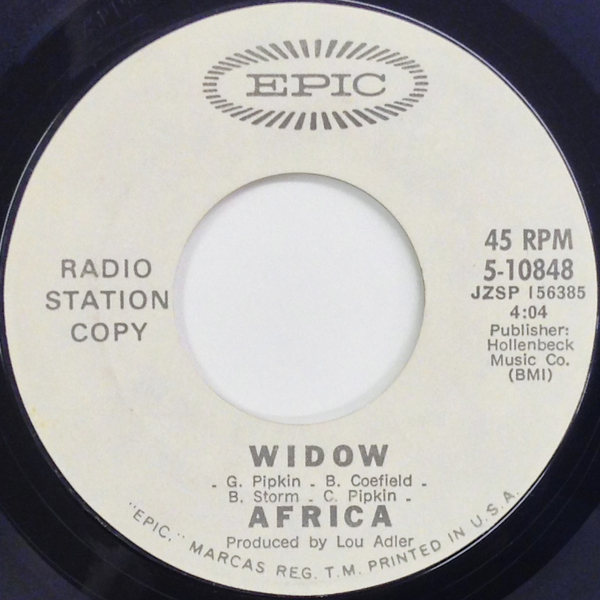 EPIC
RADIO
STATION
COPY
45 RPM
5-10848
JZSP 156385
4:04
Publisher:
Hollenbeck
Music Co.
(BMI)
WIDOW
- G. Pipkin - B. Coefield -
B. Storm - C. Pipkin -
AFRICA
Produced by Lou Adler
"EPIC," MARCAS REG. T.M. PRINTED IN U.S.A.